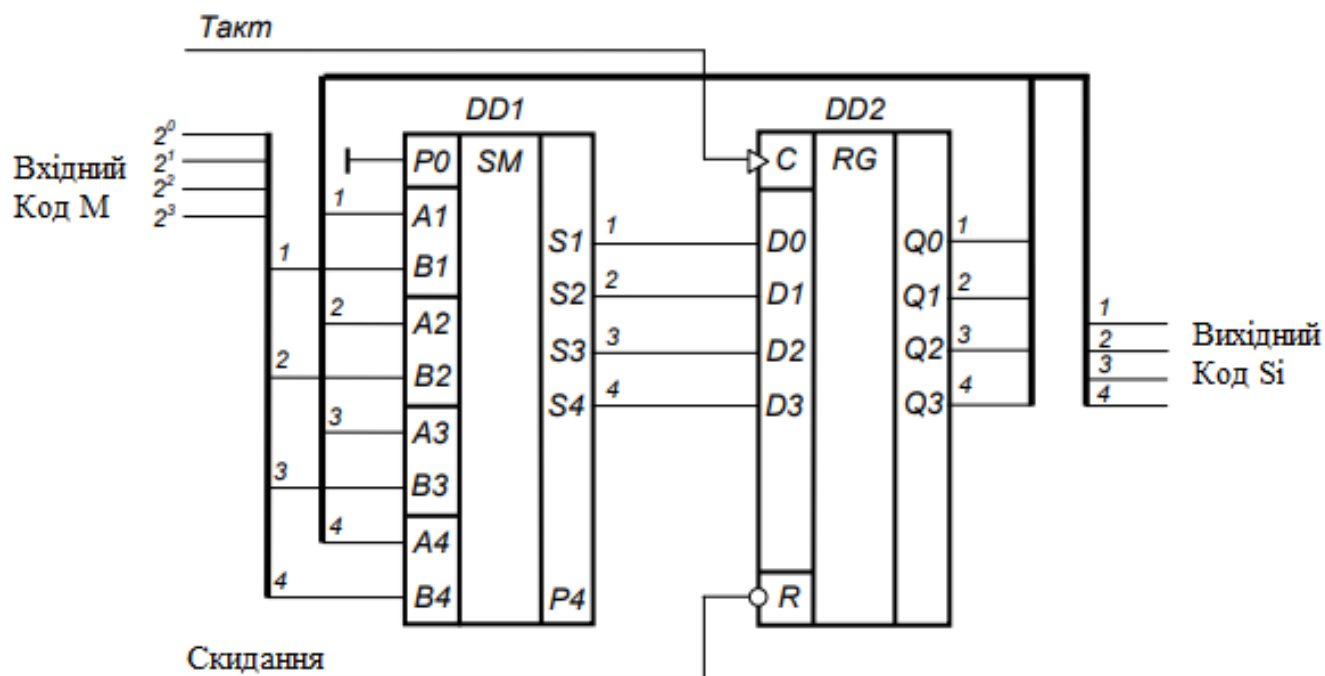 Такт
DD1
DD2
2⁰
2¹
2²
2³
Вхідний
Код М
P0
SM
A1
B1
A2
B2
A3
B3
A4
B4
S1
S2
S3
S4
P4
1
1
2
2
3
3
4
4
1
2
3
4
C
RG
D0
D1
D2
D3
R
Q0
Q1
Q2
Q3
1
2
3
4
1
2
3
4
Вихідний
Код Si
Скидання